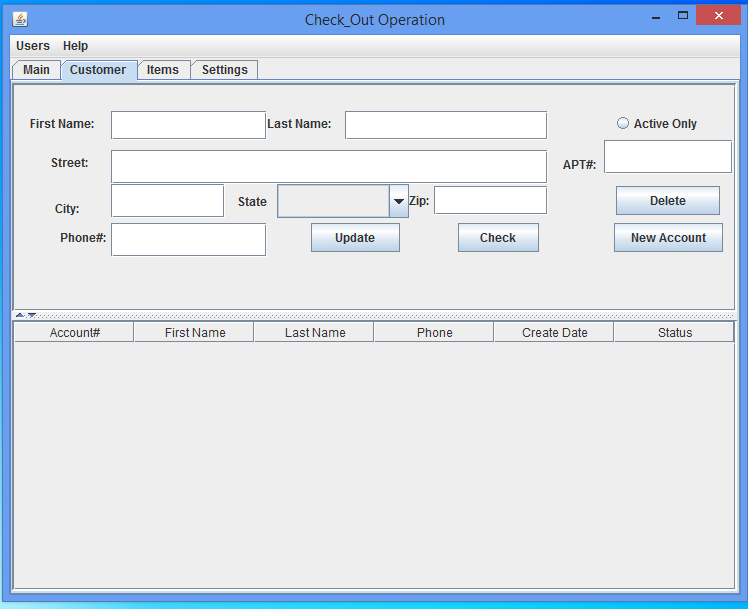 Check_Out Operation
Users Help
Main Customer Items Settings
First Name: Last Name: Active Only
Street: APT#:
City: State Zip: Delete
Phone#: Update Check New Account
Account# First Name Last Name Phone Create Date Status